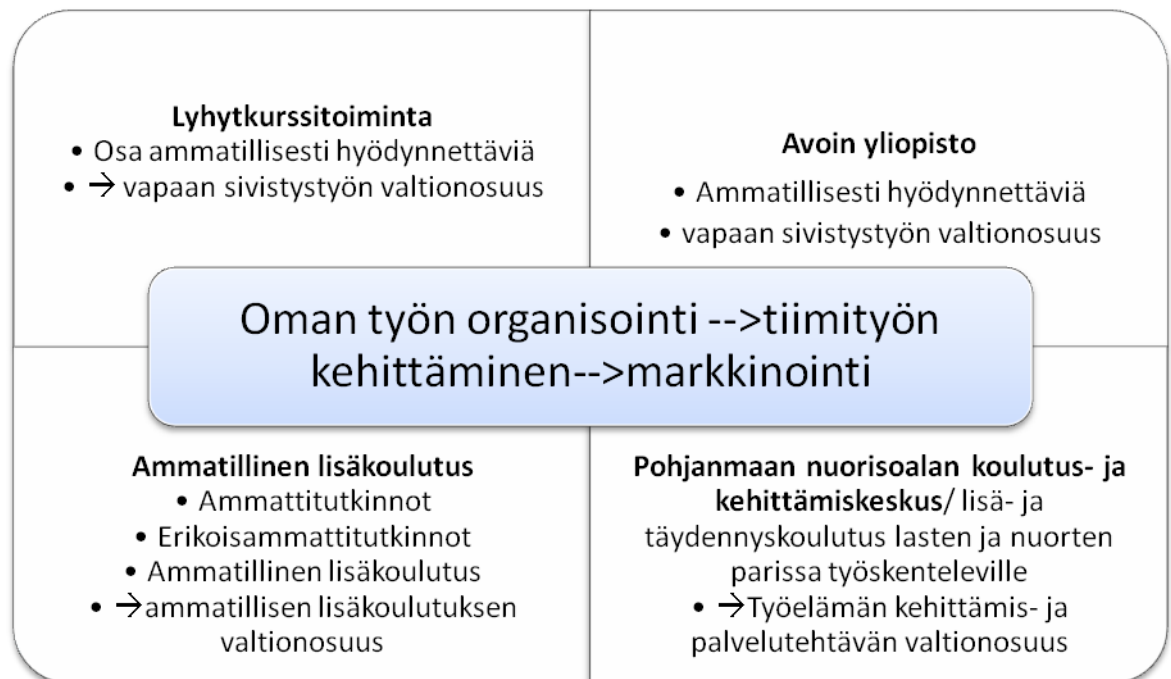 Lyhytkurssitoiminta
• Osa ammatillisesti hyödynnettäviä
• → vapaan sivistystyön valtionosuus
Avoin yliopisto
• Ammatillisesti hyödynnettäviä
• vapaan sivistystyön valtionosuus
Oman työn organisointi -->tiimityön
kehittäminen-->markkinointi
Ammatillinen lisäkoulutus
• Ammattitutkinnot
• Erikoisammattitutkinnot
• Ammatillinen lisäkoulutus
• →ammatillisen lisäkoulutuksen
valtionosuus
Pohjanmaan nuorisoalan koulutus- ja
kehittämiskeskus/ lisä- ja
täydennyskoulutus lasten ja nuorten
parissa työskenteleville
• →Työelämän kehittämis- ja
palvelutehtävän valtionosuus